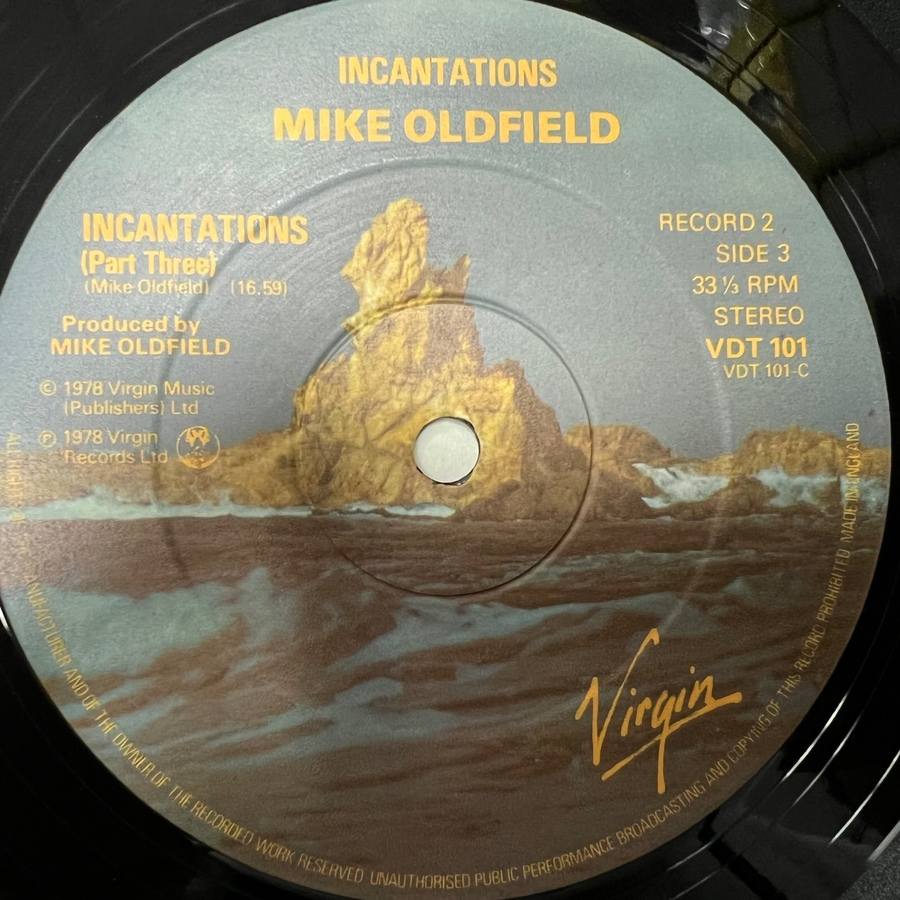 INCANTATIONS
MIKE OLDFIELD
INCANTATIONS
(Part Three)
(Mike Oldfield) (16.59)
Produced by
MIKE OLDFIELD
© 1978 Virgin Music
(Publishers) Ltd
℗ 1978 Virgin
Records Ltd
RECORD 2
SIDE 3
33⅓ RPM
STEREO
VDT 101
VDT 101-C
Virgin
MANUFACTURER AND OF THE OWNER OF THE RECORDED WORK RESERVED UNAUTHORISED PUBLIC PERFORMANCE BROADCASTING AND COPYING OF THIS RECORD PROHIBITED MADE IN ENGLAND